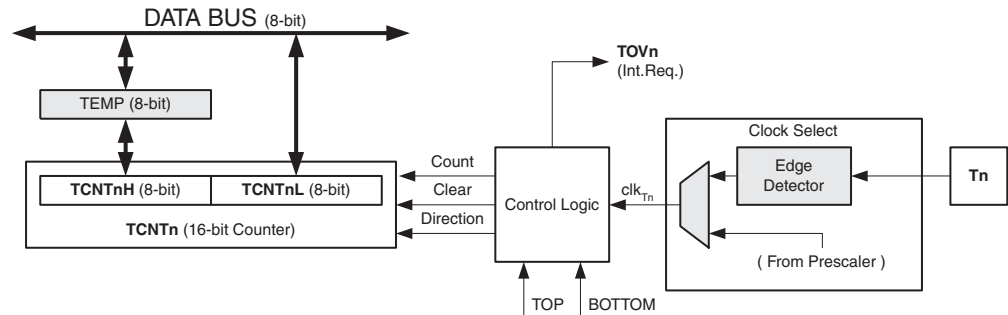 DATA BUS (8-bit)
TOVn
(Int.Req.)
TEMP (8-bit)
Clock Select
Count
Edge
Detector
Tn
TCNTnH (8-bit) TCNTnL (8-bit)
Clear
Control Logic
clkTn
TCNTn (16-bit Counter)
Direction
( From Prescaler )
TOP
BOTTOM